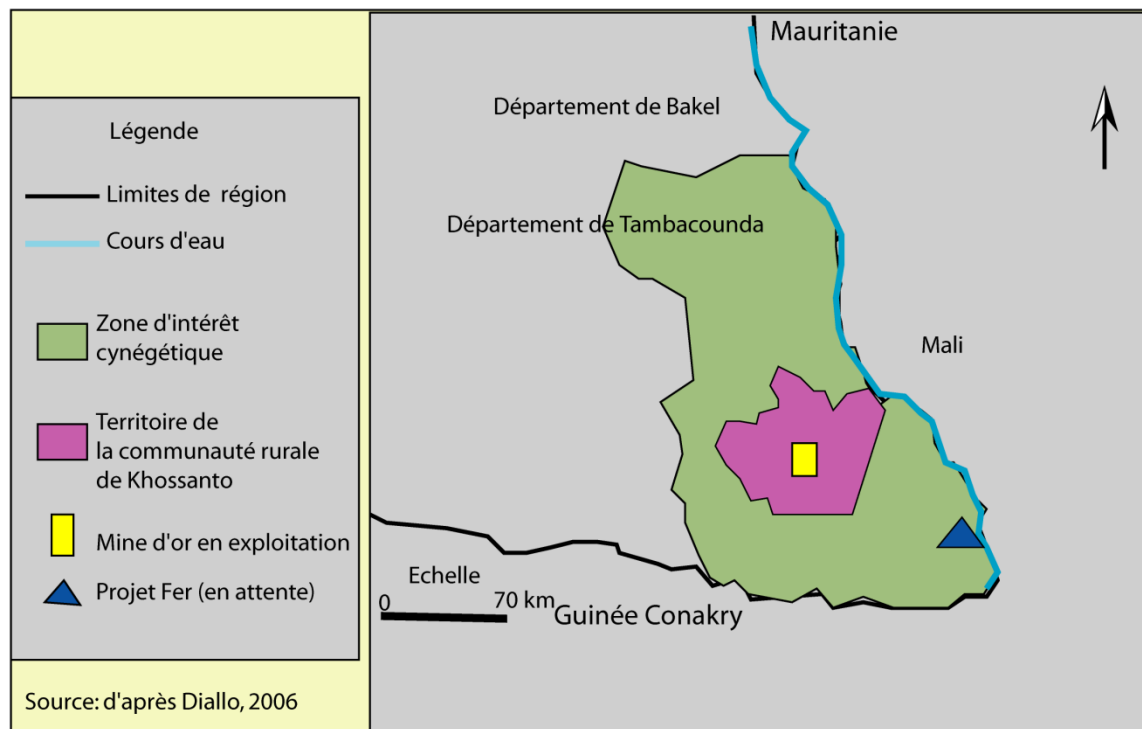 Légende
Limites de région
Cours d'eau
Zone d'intérêt
cynégétique
Territoire de
la communauté rurale
de Khossanto
Mine d'or en exploitation
Projet Fer (en attente)
Source: d'après Diallo, 2006
Mauritanie
Département de Bakel
Département de Tambacounda
Mali
Echelle
0 70 km
Guinée Conakry